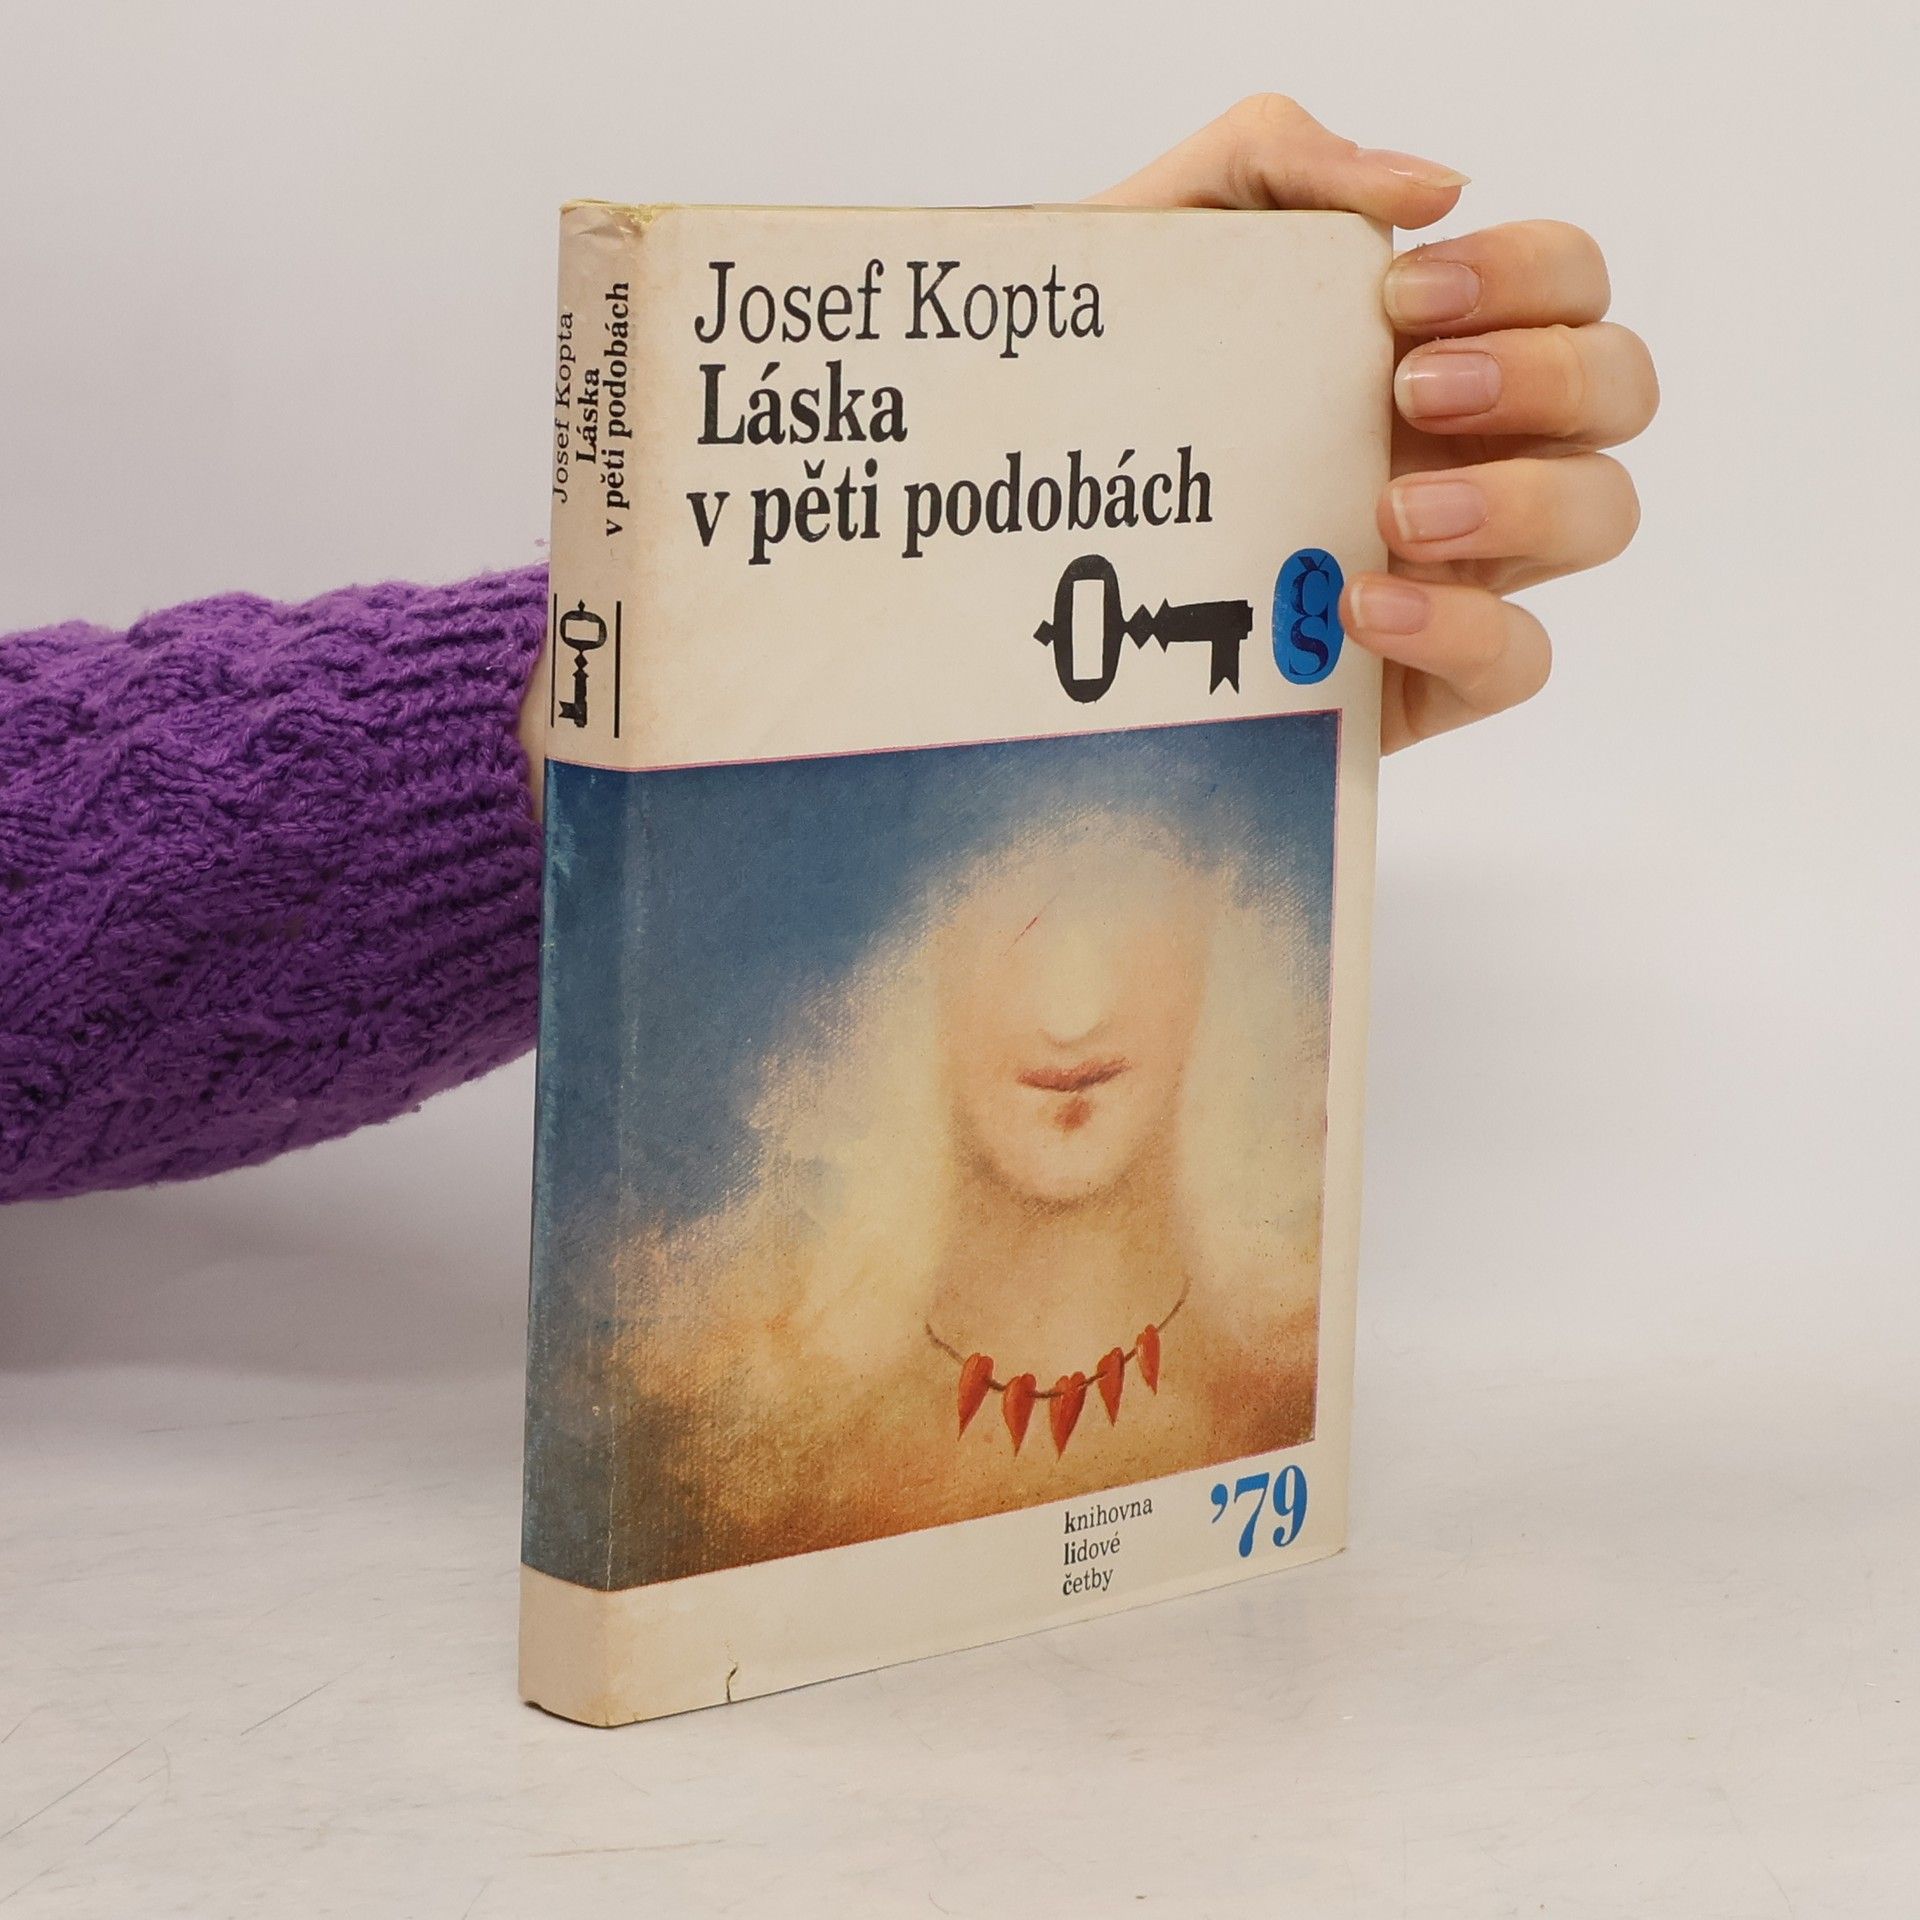 Josef Kopta
Láska
v pěti podobách
Josef Kopta
Láska
v pěti podobách
ČS
knihovna
lidové
četby
’79